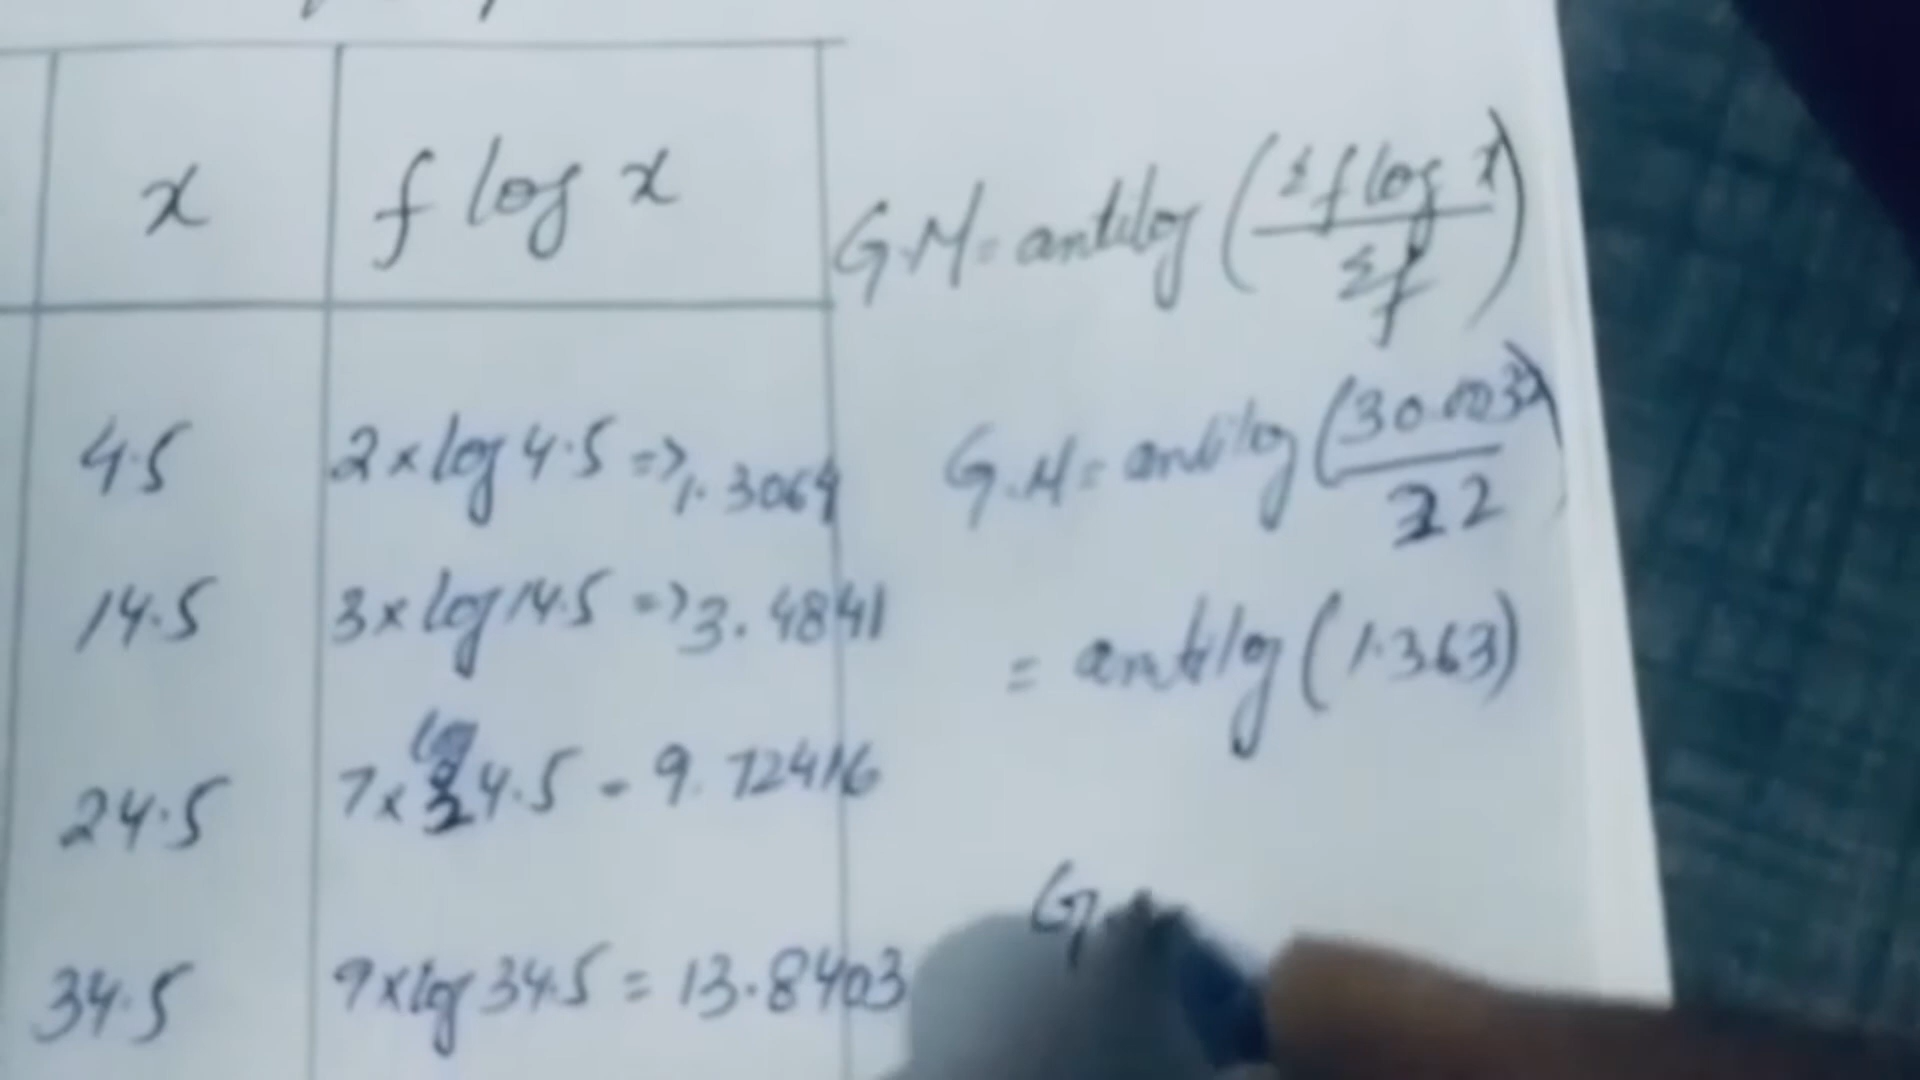 x f log x
G.M = antilog (Σf log x / Σf)
4.5 2 x log 4.5 => 1.3064
G.M = antilog (30.0032 / 22)
14.5 3 x log 14.5 => 3.4841
= antilog (1.363)
24.5 7 x log 24.5 = 9.72416
G.
34.5 9 x log 34.5 = 13.8403